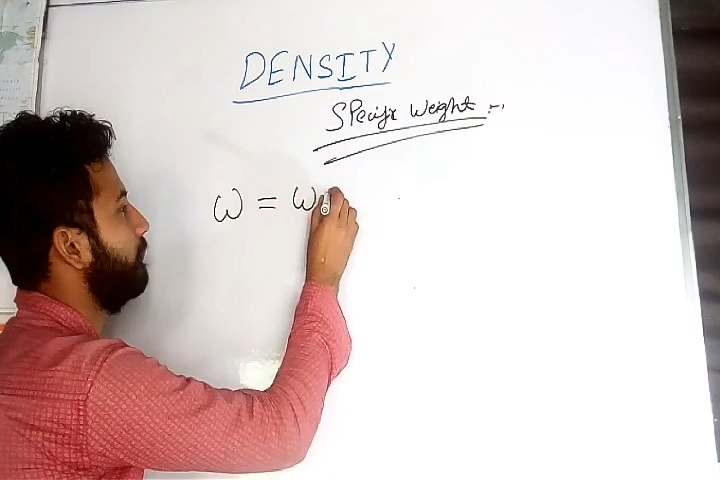 DENSITY
Specific Weight :-
ω = ω